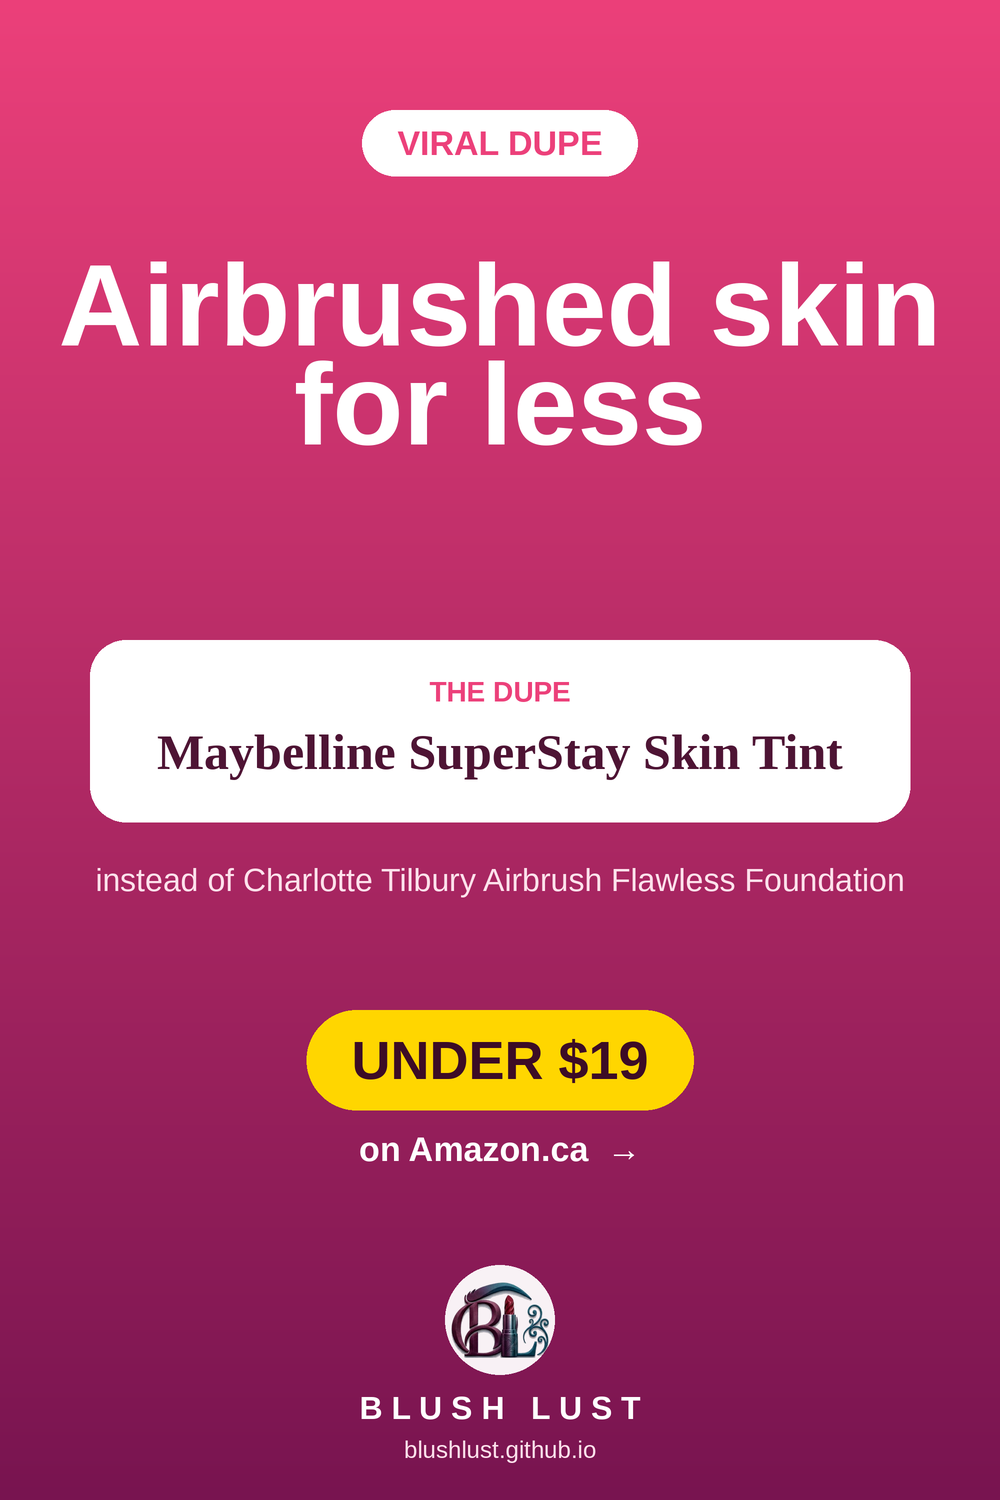 VIRAL DUPE
Airbrushed skin
for less
THE DUPE
Maybelline SuperStay Skin Tint
instead of Charlotte Tilbury Airbrush Flawless Foundation
UNDER $19
on Amazon.ca →
BL
BLUSH LUST
blushlust.github.io